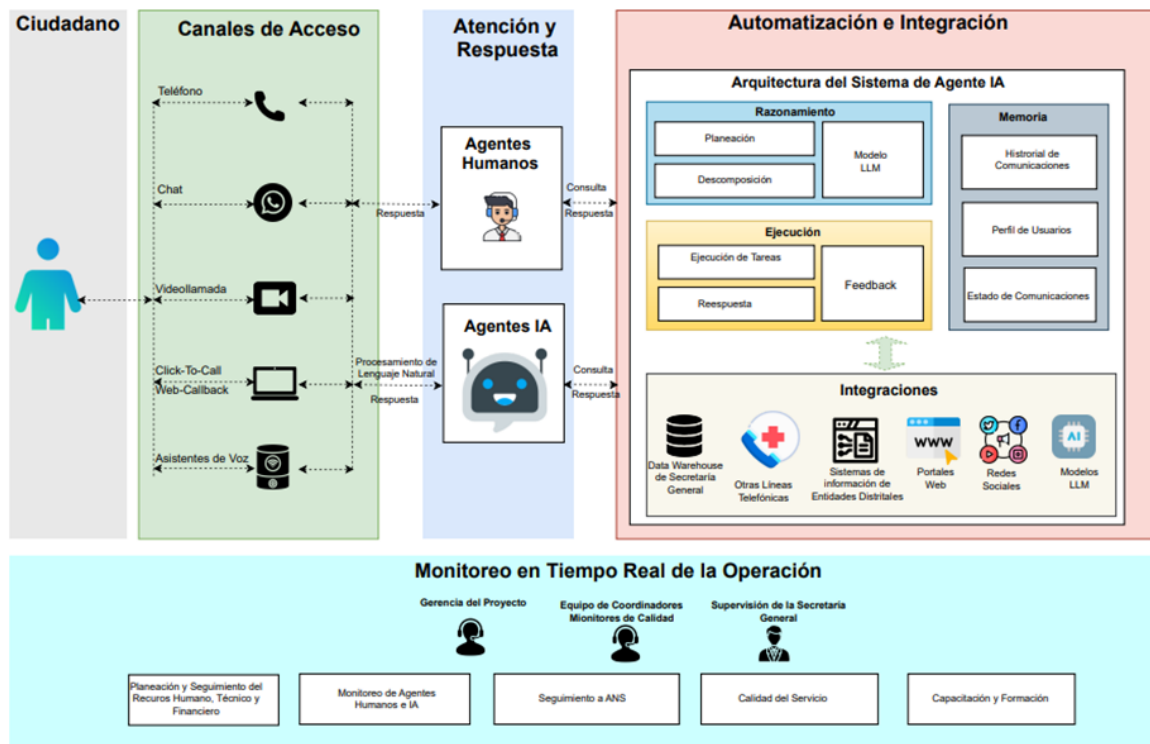 Ciudadano
Canales de Acceso
Teléfono
Chat
Videollamada
Click-To-Call
Web-Callback
Asistentes de Voz
Respuesta
Procesamiento de
Lenguaje Natural
Respuesta
Atención y
Respuesta
Agentes
Humanos
Agentes IA
Consulta
Respuesta
Consulta
Respuesta
Automatización e Integración
Arquitectura del Sistema de Agente IA
Razonamiento
Planeación
Descomposición
Modelo
LLM
Memoria
Histrorial de
Comunicaciones
Perfil de Usuarios
Estado de Comunicaciones
Ejecución
Ejecución de Tareas
Reespuesta
Feedback
Integraciones
Data Warehouse
de Secretaría
General
Otras Líneas
Telefónicas
Sistemas de
información de
Entidades Distritales
WWW
Portales
Web
Redes
Sociales
AI
Modelos
LLM
Monitoreo en Tiempo Real de la Operación
Gerencia del Proyecto
Equipo de Coordinadores
Mionitores de Calidad
Supervisión de la Secretaría
General
Planeación y Seguimiento del
Recuros Humano, Técnico y
Financiero
Monitoreo de Agentes
Humanos e IA
Seguimiento a ANS
Calidad del Servicio
Capacitación y Formación